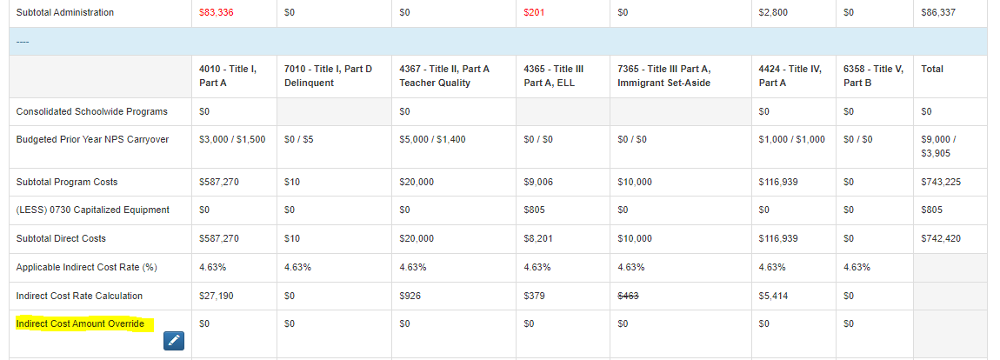 Subtotal Administration $83,336 $0 $0 $201 $0 $2,800 $0 $86,337
----
4010 - Title I, Part A 7010 - Title I, Part D Delinquent 4367 - Title II, Part A Teacher Quality 4365 - Title III Part A, ELL 7365 - Title III Part A, Immigrant Set-Aside 4424 - Title IV, Part A 6358 - Title V, Part B Total
Consolidated Schoolwide Programs $0 $0 $0 $0 $0
Budgeted Prior Year NPS Carryover $3,000 / $1,500 $0 / $5 $5,000 / $1,400 $0 / $0 $0 / $0 $1,000 / $1,000 $0 / $0 $9,000 / $3,905
Subtotal Program Costs $587,270 $10 $20,000 $9,006 $10,000 $116,939 $0 $743,225
(LESS) 0730 Capitalized Equipment $0 $0 $0 $805 $0 $0 $0 $805
Subtotal Direct Costs $587,270 $10 $20,000 $8,201 $10,000 $116,939 $0 $742,420
Applicable Indirect Cost Rate (%) 4.63% 4.63% 4.63% 4.63% 4.63% 4.63% 4.63%
Indirect Cost Rate Calculation $27,190 $0 $926 $379 $463 $5,414 $0
Indirect Cost Amount Override $0 $0 $0 $0 $0 $0 $0